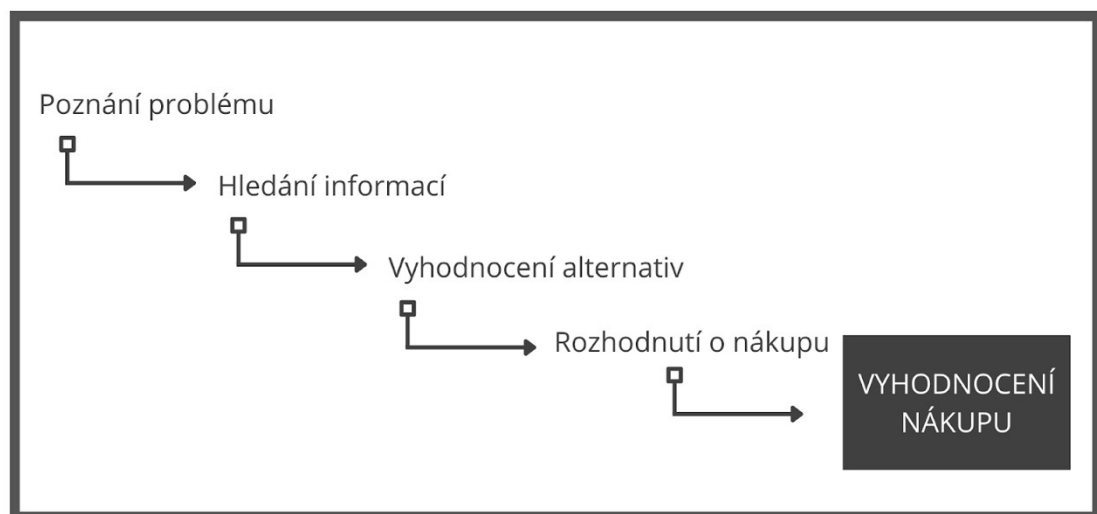 Poznání problému
Hledání informací
Vyhodnocení alternativ
Rozhodnutí o nákupu
VYHODNOCENÍ
NÁKUPU